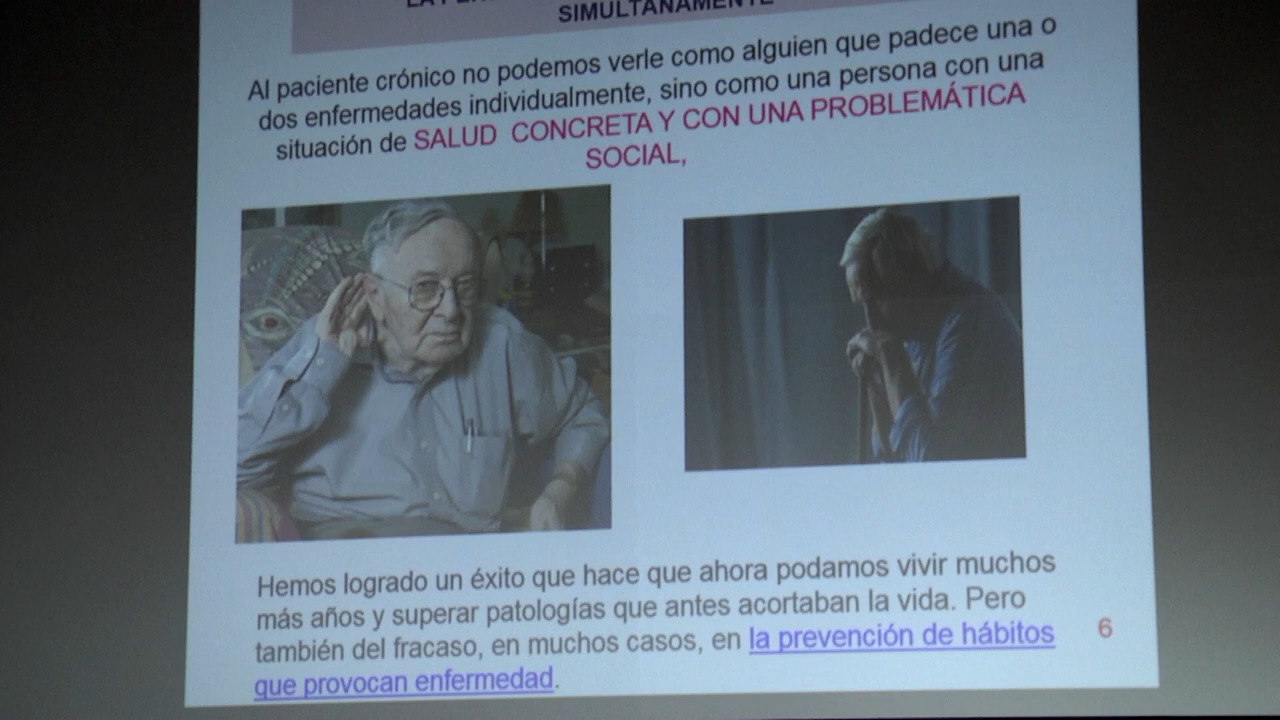 SIMULTÁNAMENTE
Al paciente crónico no podemos verle como alguien que padece una o
dos enfermedades individualmente, sino como una persona con una
situación de SALUD CONCRETA Y CON UNA PROBLEMÁTICA
SOCIAL,
Hemos logrado un éxito que hace que ahora podamos vivir muchos
más años y superar patologías que antes acortaban la vida. Pero
también del fracaso, en muchos casos, en la prevención de hábitos
que provocan enfermedad.
6